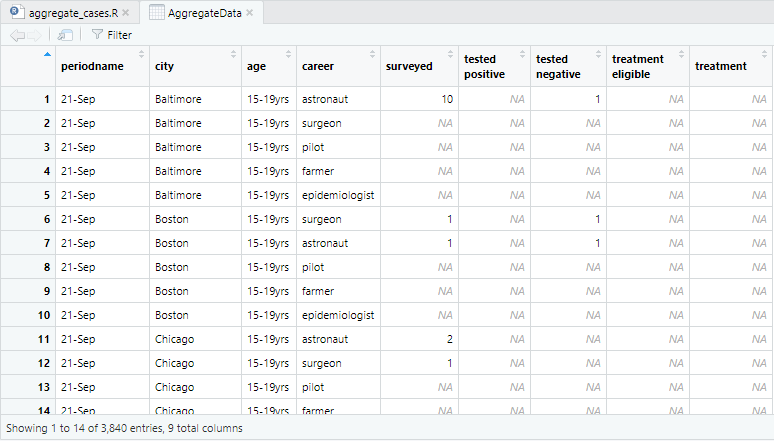 aggregate_cases.R AggregateData
Filter
periodname city age career surveyed tested positive tested negative treatment eligible treatment
1 21-Sep Baltimore 15-19yrs astronaut 10 NA 1 NA NA
2 21-Sep Baltimore 15-19yrs surgeon NA NA NA NA NA
3 21-Sep Baltimore 15-19yrs pilot NA NA NA NA NA
4 21-Sep Baltimore 15-19yrs farmer NA NA NA NA NA
5 21-Sep Baltimore 15-19yrs epidemiologist NA NA NA NA NA
6 21-Sep Boston 15-19yrs surgeon 1 NA 1 NA NA
7 21-Sep Boston 15-19yrs astronaut 1 NA 1 NA NA
8 21-Sep Boston 15-19yrs pilot NA NA NA NA NA
9 21-Sep Boston 15-19yrs farmer NA NA NA NA NA
10 21-Sep Boston 15-19yrs epidemiologist NA NA NA NA NA
11 21-Sep Chicago 15-19yrs astronaut 2 NA NA NA NA
12 21-Sep Chicago 15-19yrs surgeon 1 NA NA NA NA
13 21-Sep Chicago 15-19yrs pilot NA NA NA NA NA
14 21-Sep Chicago 15-19yrs farmer NA NA NA NA NA
Showing 1 to 14 of 3,840 entries, 9 total columns